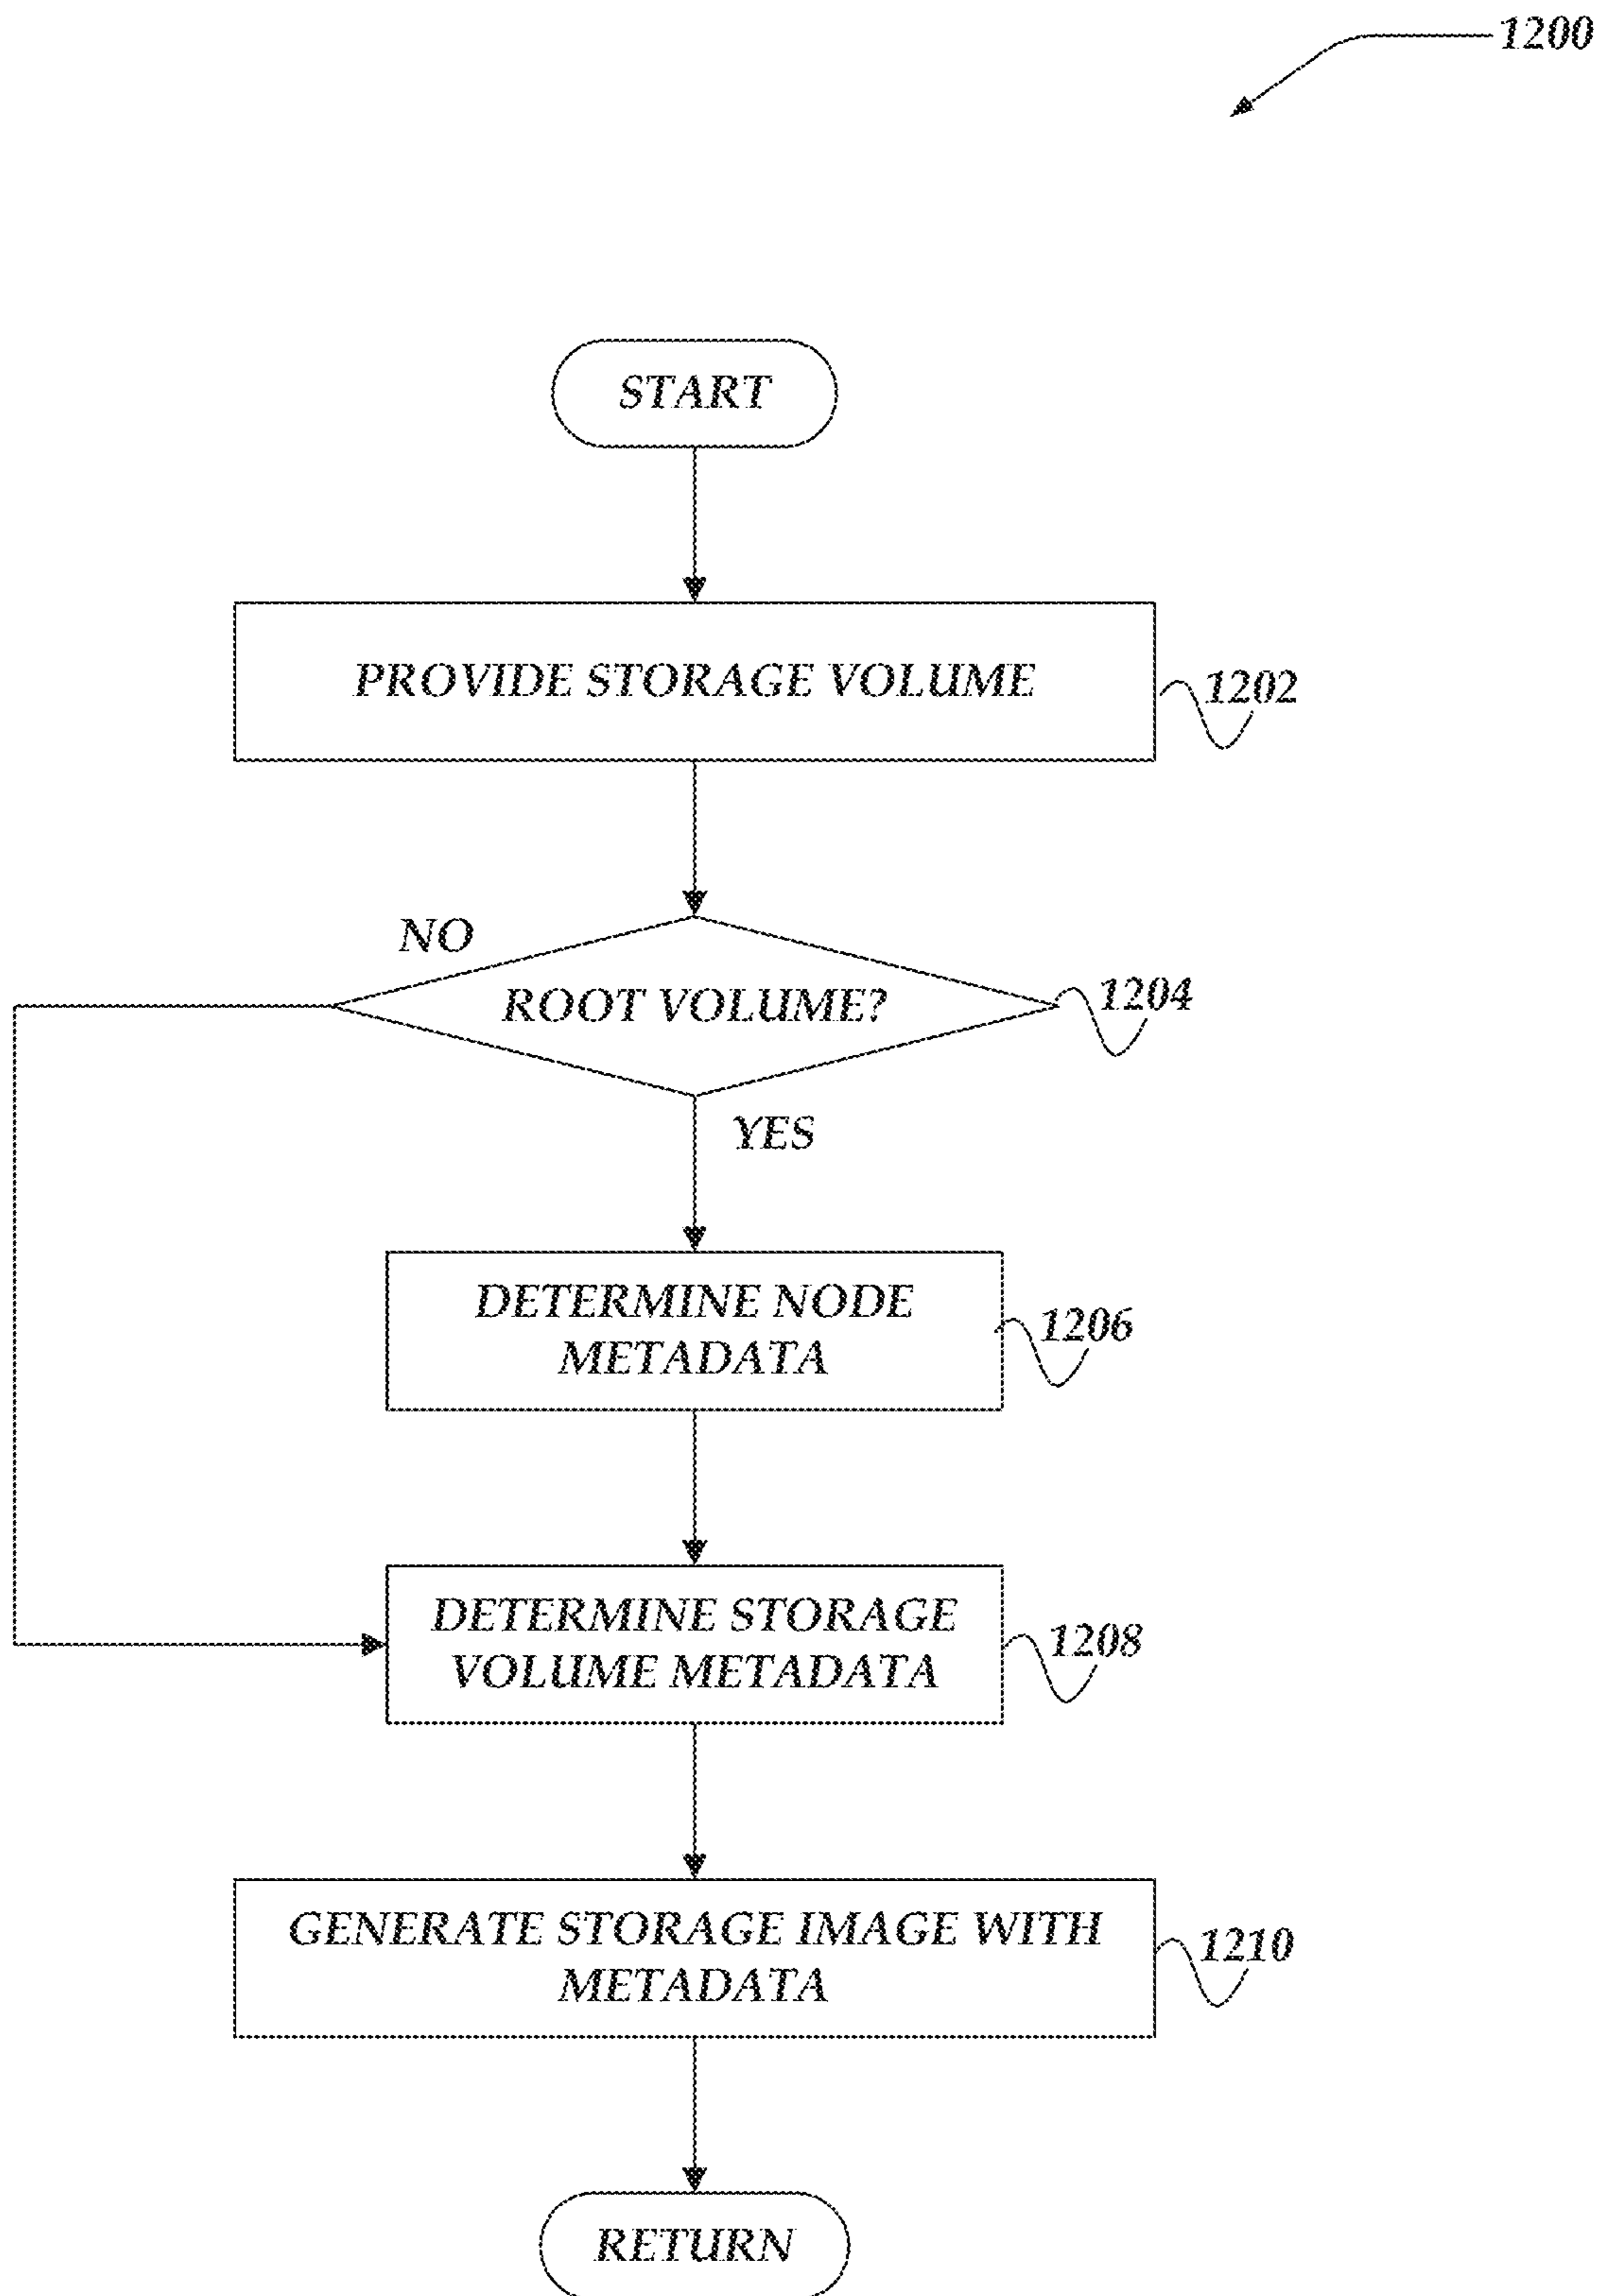 1200
START
PROVIDE STORAGE VOLUME
1202
NO
ROOT VOLUME?
1204
YES
DETERMINE NODE
METADATA
1206
DETERMINE STORAGE
VOLUME METADATA
1208
GENERATE STORAGE IMAGE WITH
METADATA
1210
RETURN